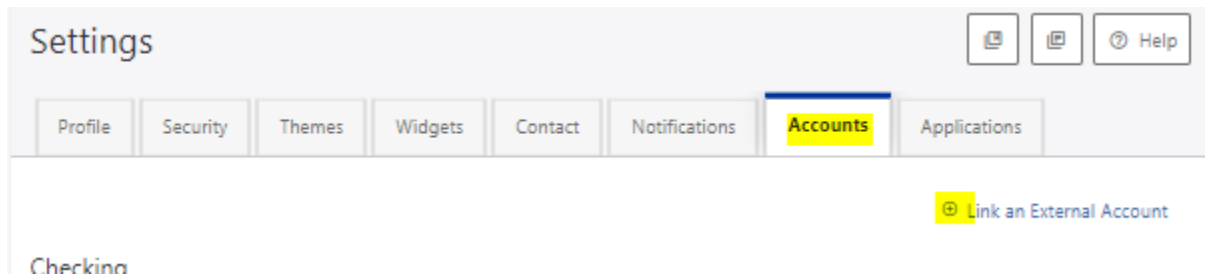 Settings
Help
Profile Security Themes Widgets Contact Notifications Accounts Applications
Link an External Account
Checking